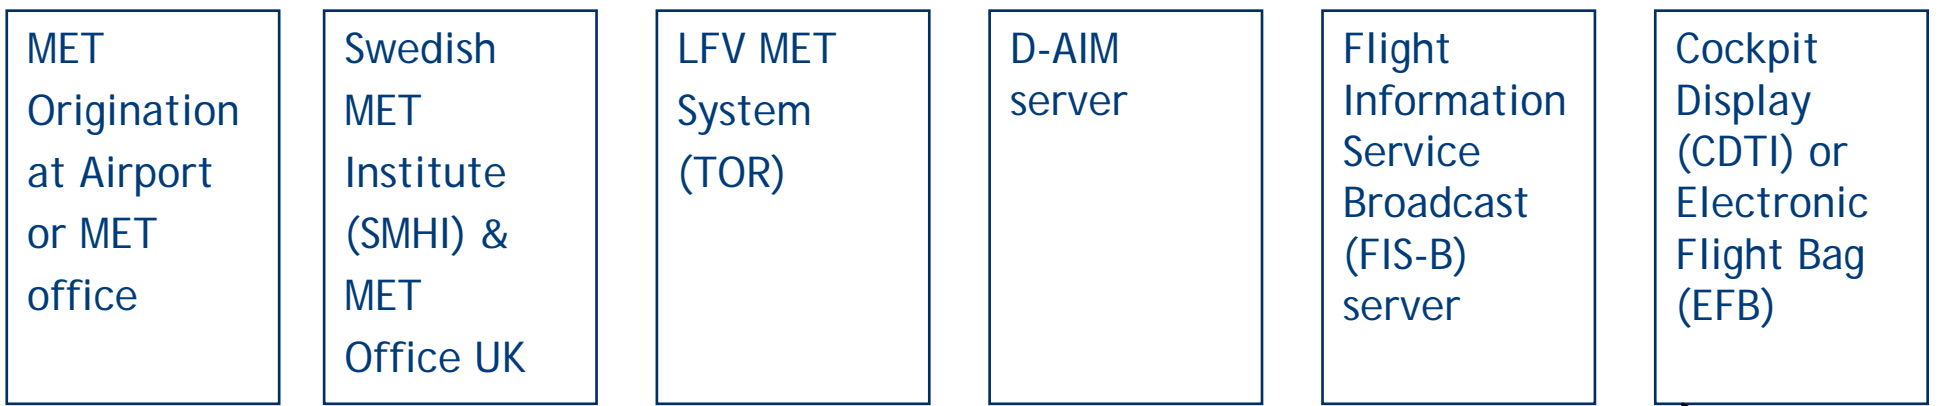 MET
Origination
at Airport
or MET
office
Swedish
MET
Institute
(SMHI) &
MET
Office UK
LFV MET
System
(TOR)
D-AIM
server
Flight
Information
Service
Broadcast
(FIS-B)
server
Cockpit
Display
(CDTI) or
Electronic
Flight Bag
(EFB)